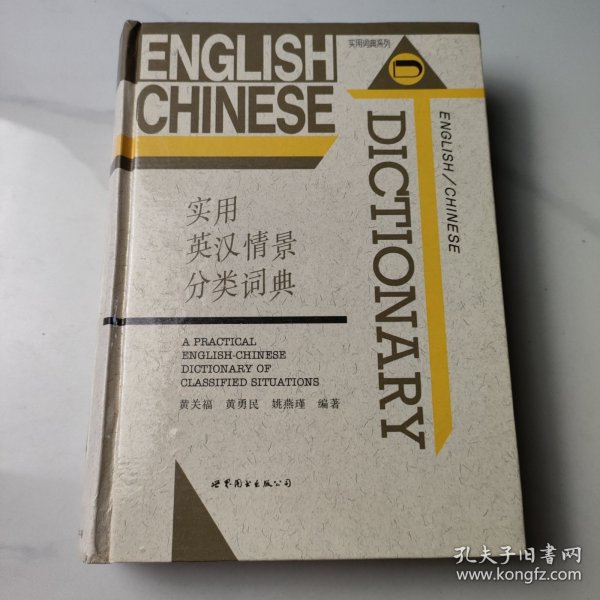 ENGLISH
CHINESE
实用词典系列
D
ENGLISH/CHINESE
DICTIONARY
实用
英汉情景
分类词典
A PRACTICAL
ENGLISH-CHINESE
DICTIONARY OF
CLASSIFIED SITUATIONS
黄关福 黄勇民 姚燕瑾 编著
世界图书出版公司
孔夫子旧书网
www.kongfz.com